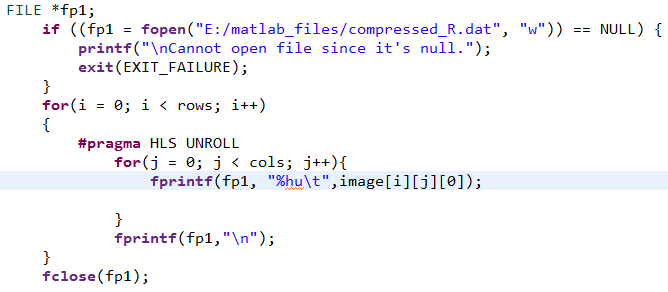 FILE *fp1;
if ((fp1 = fopen("E:/matlab_files/compressed_R.dat", "w")) == NULL) {
printf("\nCannot open file since it's null.");
exit(EXIT_FAILURE);
}
for(i = 0; i < rows; i++)
{
#pragma HLS UNROLL
for(j = 0; j < cols; j++){
fprintf(fp1, "%hu\t",image[i][j][0]);
}
fprintf(fp1,"\n");
}
fclose(fp1);